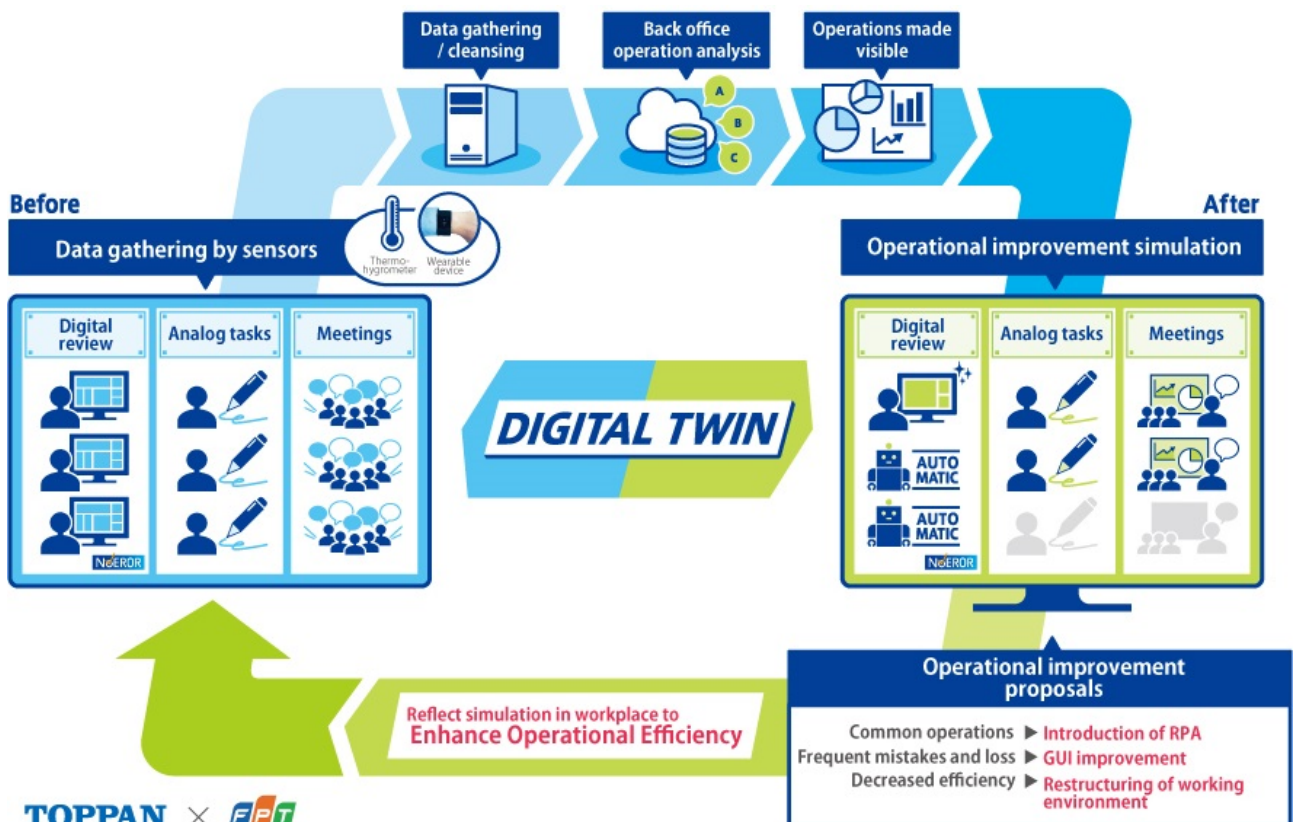 Data gathering
/ cleansing
Back office
operation analysis
Operations made
visible
A
B
C
Before
Data gathering by sensors
Thermo-
hygrometer
Wearable
device
After
Operational improvement simulation
Digital
review
Analog tasks
Meetings
NOEROR
DIGITAL TWIN
Digital
review
Analog tasks
Meetings
AUTO
MATIC
AUTO
MATIC
NOEROR
Operational improvement
proposals
Common operations ▶ Introduction of RPA
Frequent mistakes and loss ▶ GUI improvement
Decreased efficiency ▶ Restructuring of working
environment
Reflect simulation in workplace to
Enhance Operational Efficiency
TOPPAN × FPT